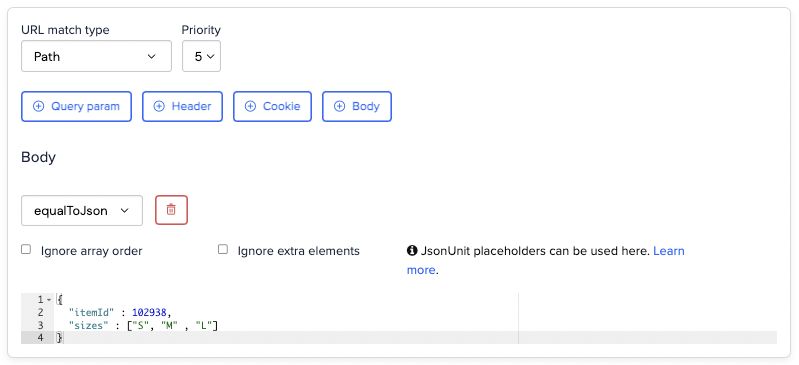 URL match type
Priority
Path
5
Query param
Header
Cookie
Body
Body
equalToJson
Ignore array order
Ignore extra elements
JsonUnit placeholders can be used here. Learn
more.
1 {
2 "itemId" : 102938,
3 "sizes" : ["S", "M" , "L"]
4 }